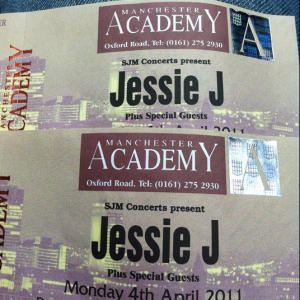 MANCHESTER
ACADEMY
Oxford Road, Tel: (0161) 275 2930
A
SJM Concerts present
Jessie J
Plus Special Guests
April 2011
MANCHESTER
ACADEMY
MANCHESTER
ACADEMY
Oxford Road, Tel: (0161) 275 2930
A
SJM Concerts present
Jessie J
Plus Special Guests
Monday 4th April 2011
ACADEMY